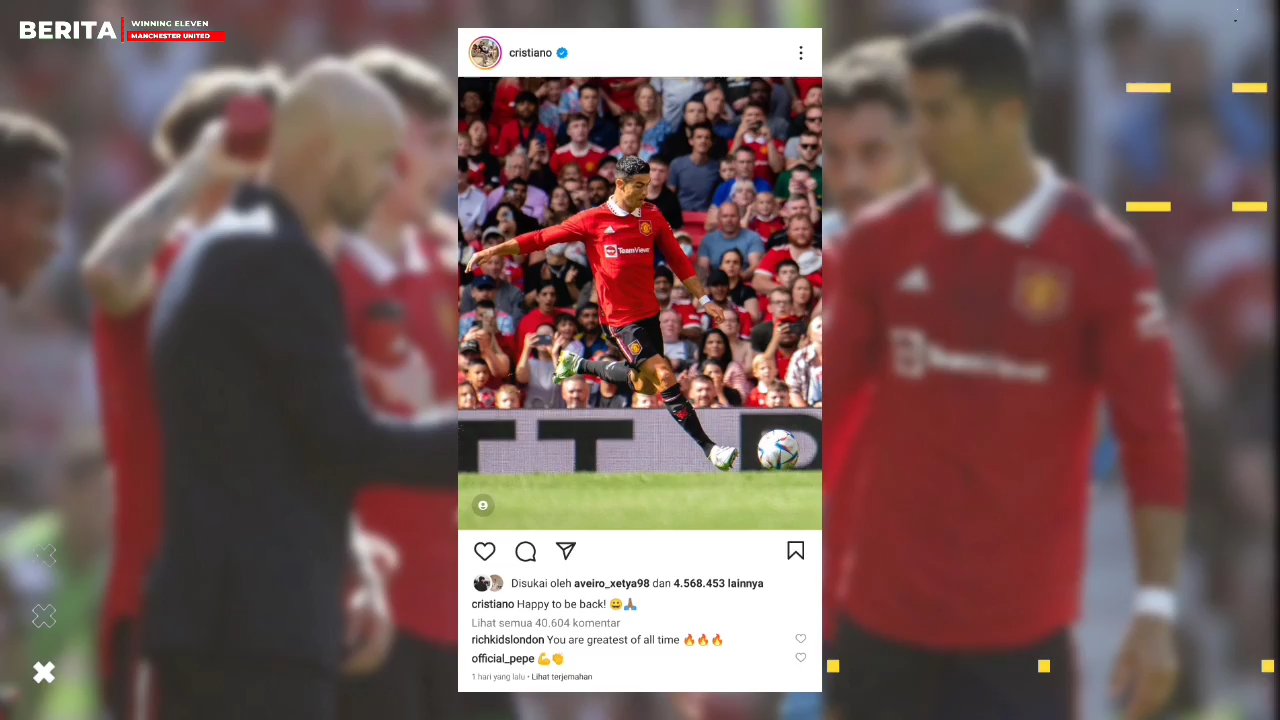 BERITA
WINNING ELEVEN
MANCHESTER UNITED
cristiano
TeamViewer
TT D
Disukai oleh aveiro_xetya98 dan 4.568.453 lainnya
cristiano Happy to be back! 😀🙏🏽
Lihat semua 40.604 komentar
richkidslondon You are greatest of all time 🔥🔥🔥
official_pepe 💪👏
1 hari yang lalu • Lihat terjemahan
TeamViewer